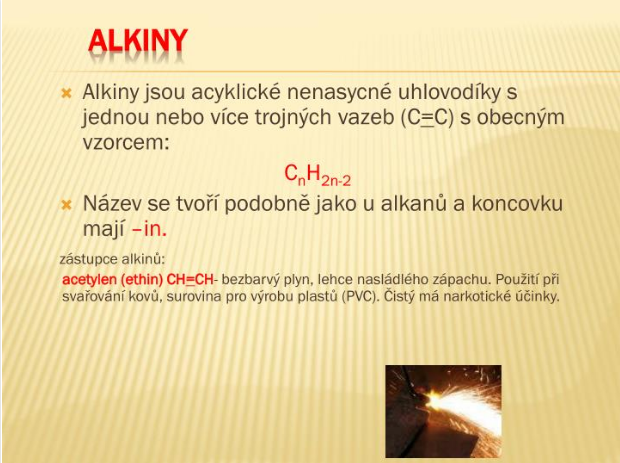 ALKINY
Alkiny jsou acyklické nenasycné uhlovodíky s
jednou nebo více trojných vazeb (C≡C) s obecným
vzorcem:
CnH2n-2
Název se tvoří podobně jako u alkanů a koncovku
mají –in.
zástupce alkinů:
acetylen (ethin) CH≡CH- bezbarvý plyn, lehce nasládlého zápachu. Použití při
svařování kovů, surovina pro výrobu plastů (PVC). Čistý má narkotické účinky.